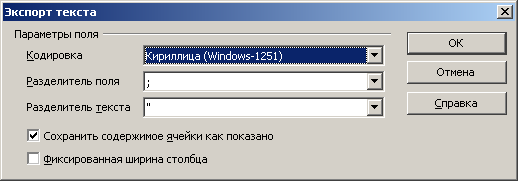 Экспорт текста
Параметры поля
Кодировка Кириллица (Windows-1251)
Разделитель поля ;
Разделитель текста "
Сохранить содержимое ячейки как показано
Фиксированная ширина столбца
OK
Отмена
Справка